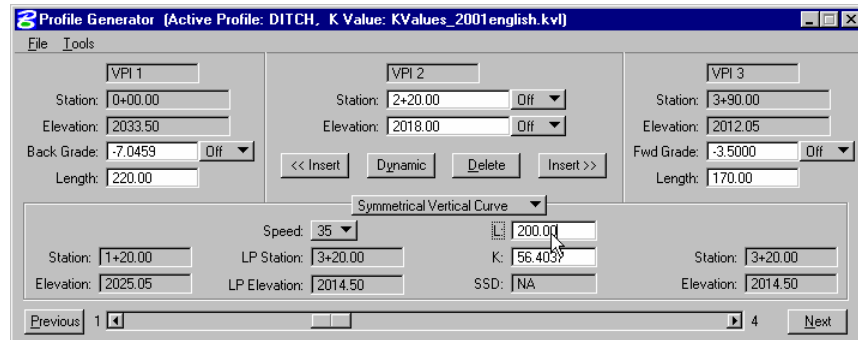 Profile Generator (Active Profile: DITCH, K Value: KValues_2001english.kvl)
File Tools
VPI 1 VPI 2 VPI 3
Station: 0+00.00 Station: 2+20.00 Off Station: 3+90.00
Elevation: 2033.50 Elevation: 2018.00 Off Elevation: 2012.05
Back Grade: -7.0459 Off << Insert Dynamic Delete Insert >> Fwd Grade: -3.5000 Off
Length: 220.00 Length: 170.00
Symmetrical Vertical Curve
Speed: 35 L: 200.00
Station: 1+20.00 LP Station: 3+20.00 K: 56.403 Station: 3+20.00
Elevation: 2025.05 LP Elevation: 2014.50 SSD: NA Elevation: 2014.50
Previous 1 4 Next